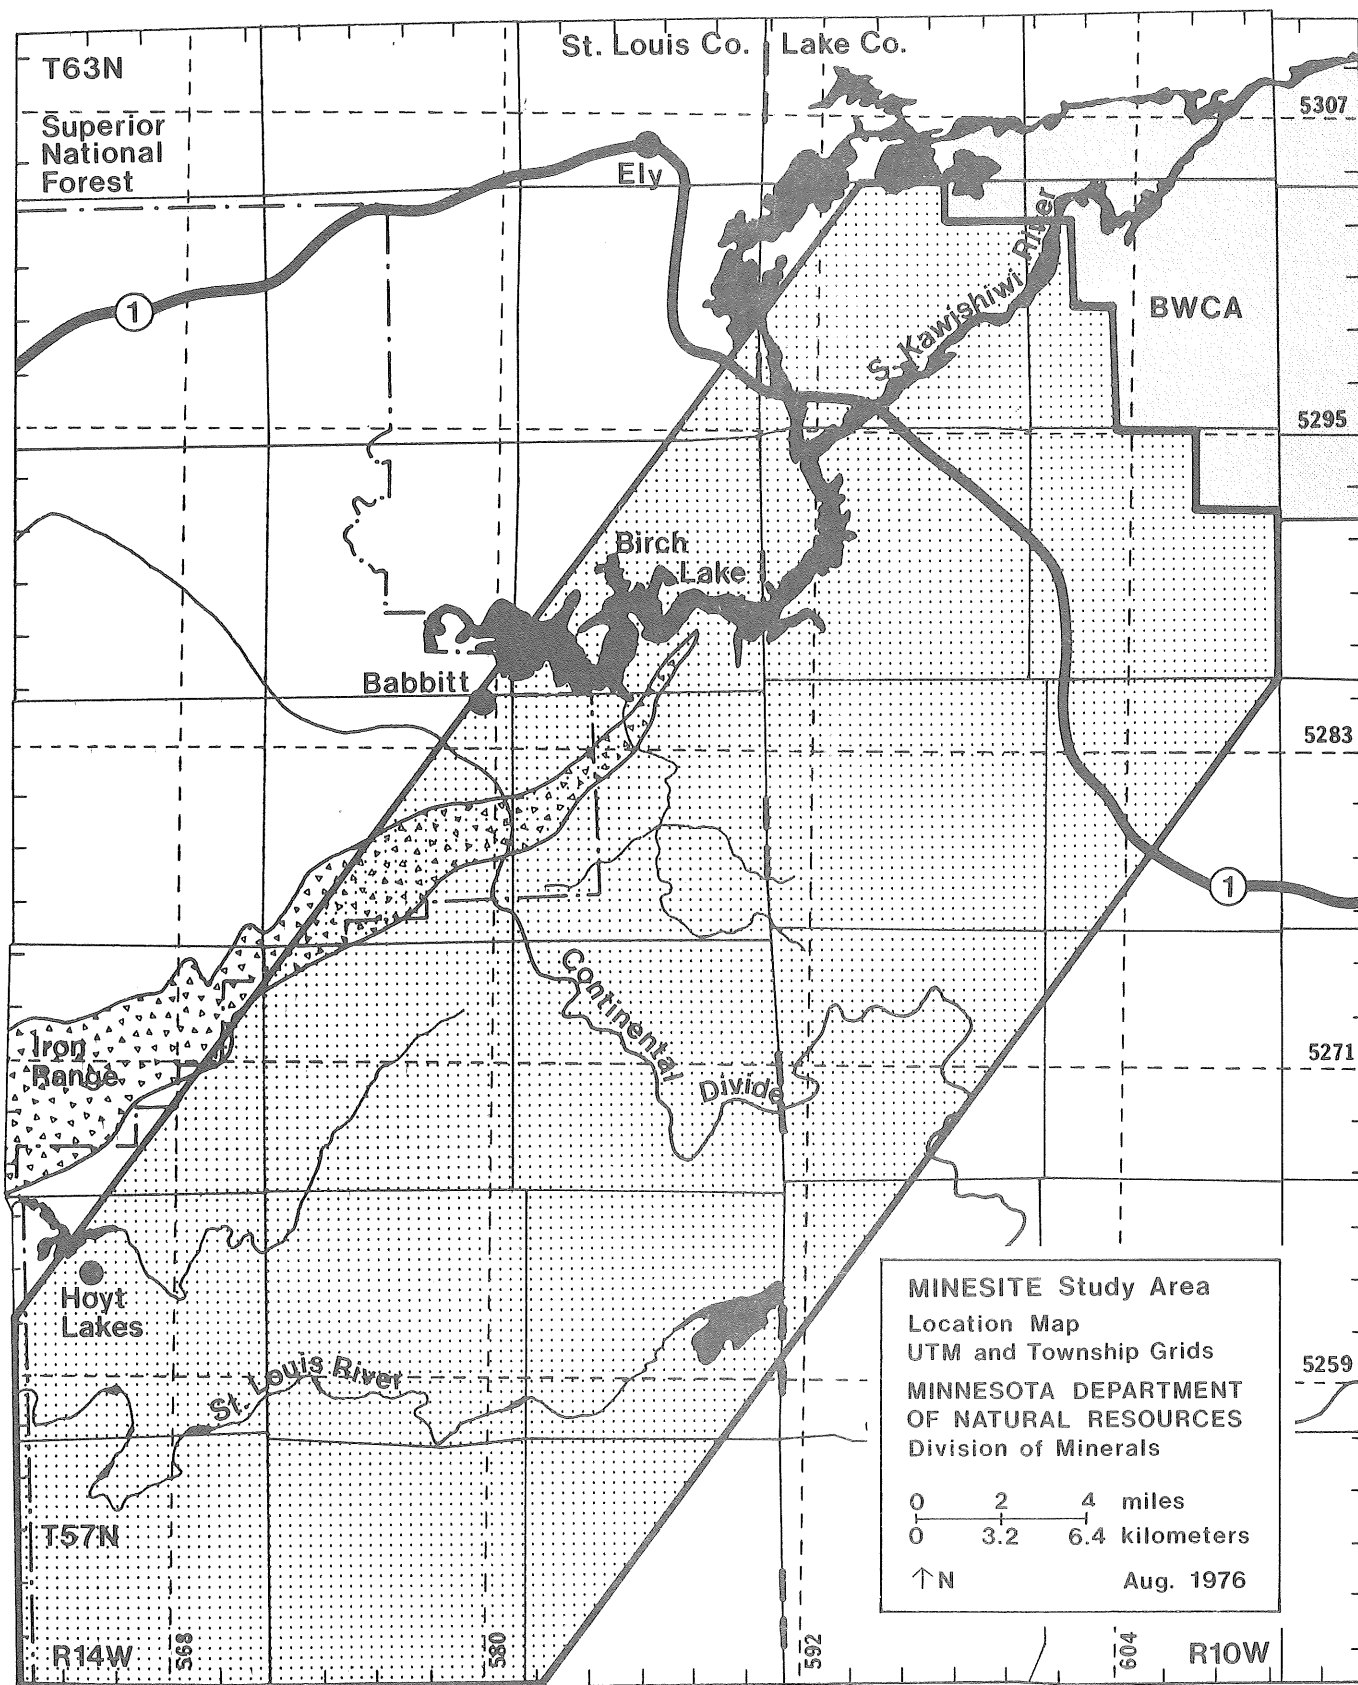 St. Louis Co.
Lake Co.
T63N
Superior
National
Forest
5307
Ely
S. Kawishiwi River
BWCA
1
5295
Birch
Lake
Babbitt
5283
1
Continental
Divide
Iron
Range
5271
Hoyt
Lakes
St. Louis River
5259
MINESITE Study Area
Location Map
UTM and Township Grids
MINNESOTA DEPARTMENT
OF NATURAL RESOURCES
Division of Minerals
0 2 4 miles
0 3.2 6.4 kilometers
↑N Aug. 1976
T57N
R14W
568
580
592
604
R10W